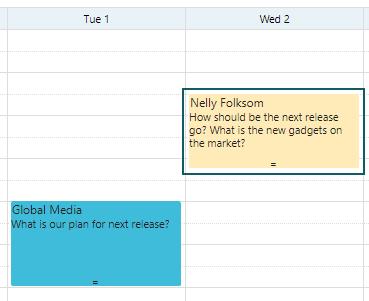 Tue 1
Wed 2
Nelly Folksom
How should be the next release
go? What is the new gadgets on
the market?
Global Media
What is our plan for next release?